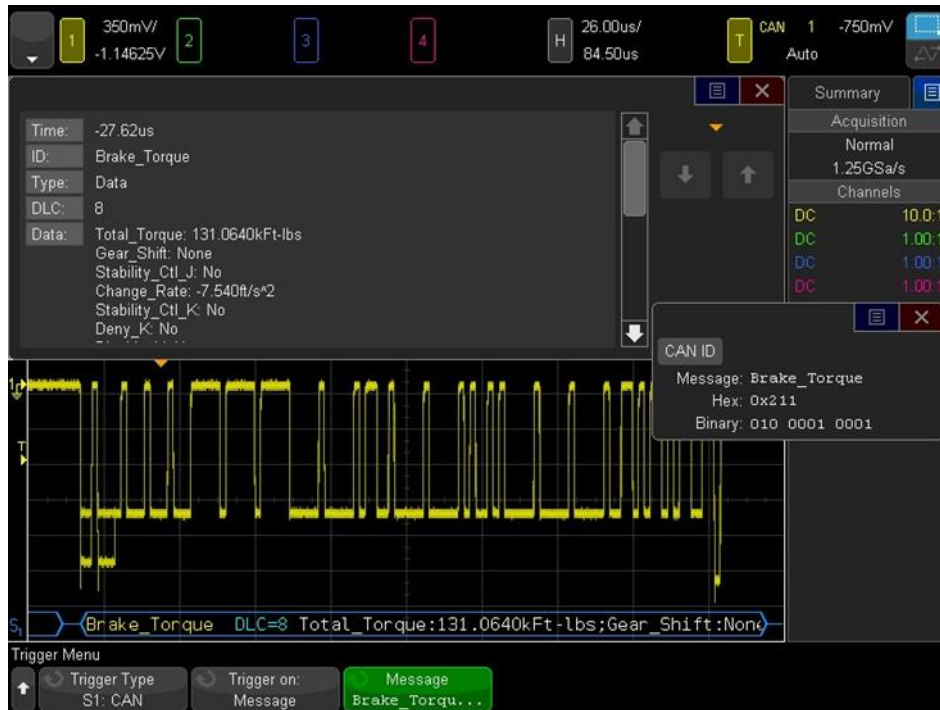 1 350mV/ 2 3 4 H 26.00us/ T CAN 1 -750mV
-1.14625V 84.50us Auto
Summary
Time: -27.62us
ID: Brake_Torque
Type: Data
DLC: 8
Data: Total_Torque: 131.0640kFt-lbs
Gear_Shift: None
Stability_Ctl_J: No
Change_Rate: -7.540ft/s^2
Stability_Ctl_K: No
Deny_K: No
Acquisition
Normal
1.25GSa/s
Channels
DC 10.0:1
DC 1.00:1
DC 1.00:1
DC 1.00:1
CAN ID
Message: Brake_Torque
Hex: 0x211
Binary: 010 0001 0001
1
T
S1 Brake_Torque DLC=8 Total_Torque:131.0640kFt-lbs;Gear_Shift:None
Trigger Menu
Trigger Type Trigger on: Message
S1: CAN Message Brake_Torqu...